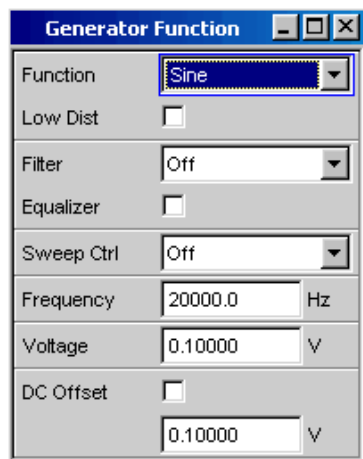 Generator Function
Function Sine
Low Dist
Filter Off
Equalizer
Sweep Ctrl Off
Frequency 20000.0 Hz
Voltage 0.10000 V
DC Offset
0.10000 V